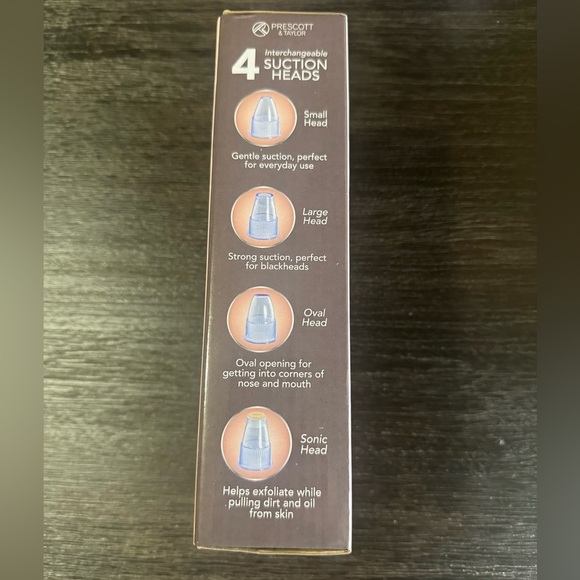 PRESCOTT
& TAYLOR
Interchangeable
4 SUCTION
HEADS
Small
Head
Gentle suction, perfect
for everyday use
Large
Head
Strong suction, perfect
for blackheads
Oval
Head
Oval opening for
getting into corners of
nose and mouth
Sonic
Head
Helps exfoliate while
pulling dirt and oil
from skin